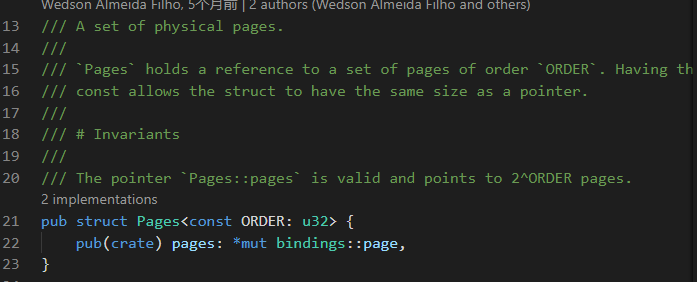 Wedson Almeida Filho, 5个月前 | 2 authors (Wedson Almeida Filho and others)
13 /// A set of physical pages.
14 ///
15 /// `Pages` holds a reference to a set of pages of order `ORDER`. Having th
16 /// const allows the struct to have the same size as a pointer.
17 ///
18 /// # Invariants
19 ///
20 /// The pointer `Pages::pages` is valid and points to 2^ORDER pages.
2 implementations
21 pub struct Pages<const ORDER: u32> {
22     pub(crate) pages: *mut bindings::page,
23 }